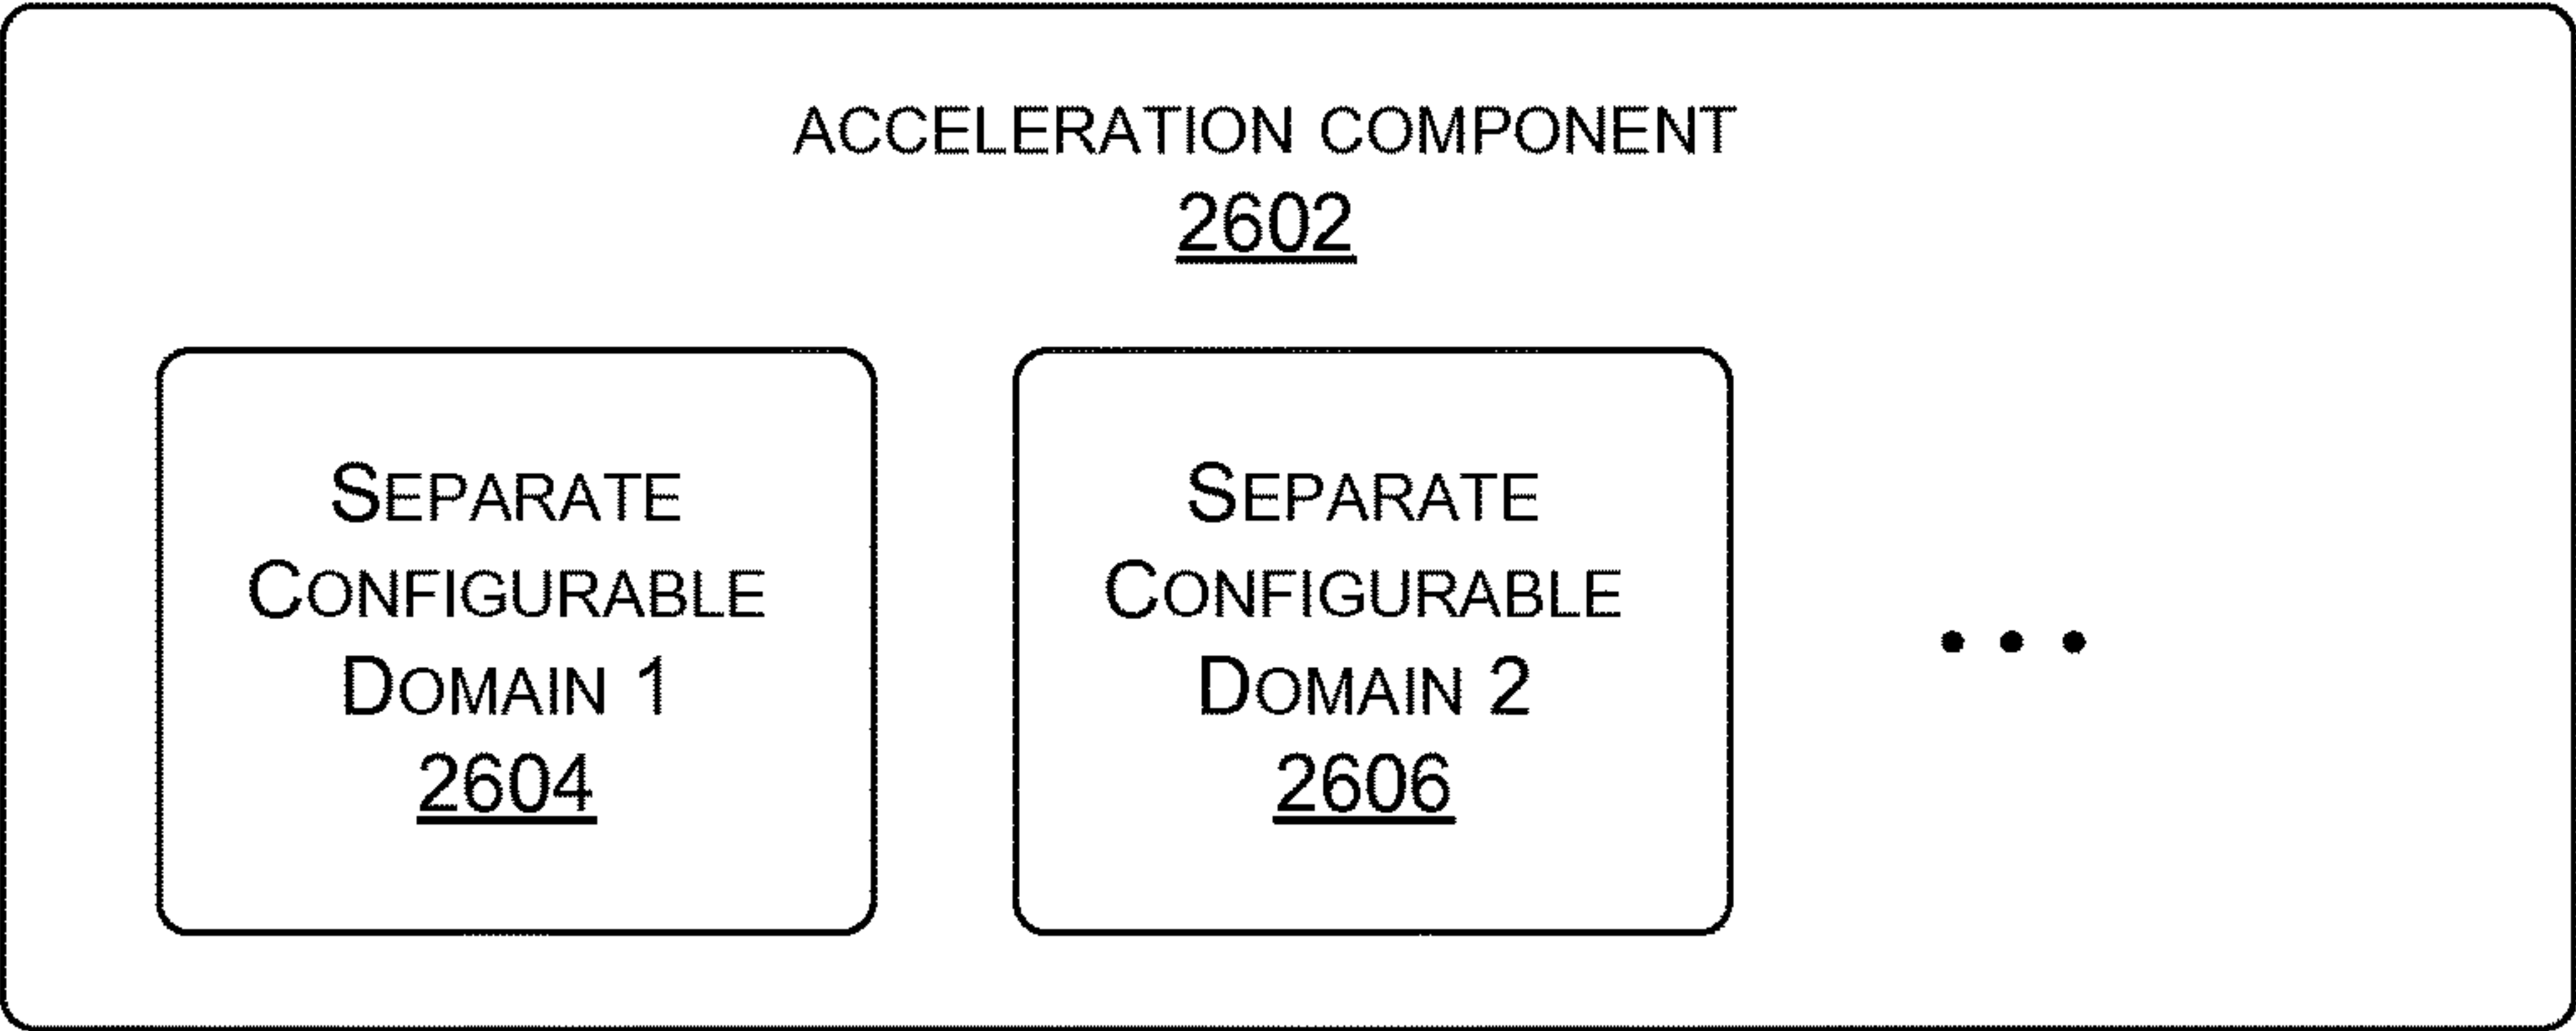 ACCELERATION COMPONENT
2602
SEPARATE
CONFIGURABLE
DOMAIN 1
2604
SEPARATE
CONFIGURABLE
DOMAIN 2
2606
• • •